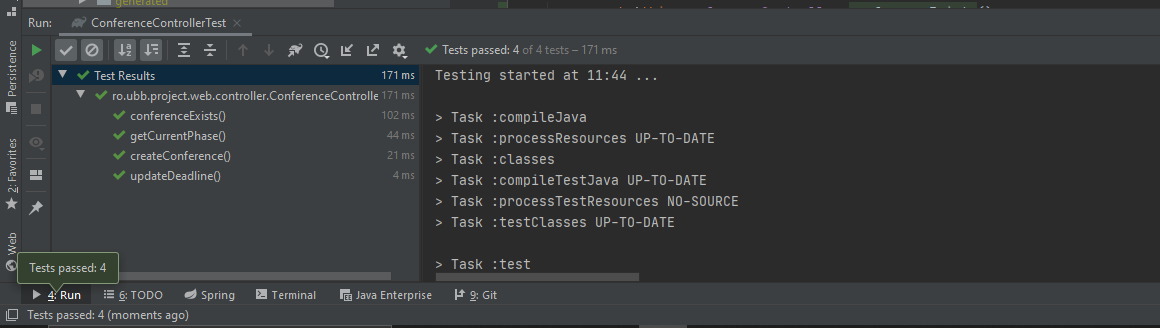 generated
Run: ConferenceControllerTest ×
Tests passed: 4 of 4 tests – 171 ms
Test Results 171 ms
ro.ubb.project.web.controller.ConferenceControlle 171 ms
conferenceExists() 102 ms
getCurrentPhase() 44 ms
createConference() 21 ms
updateDeadline() 4 ms
Testing started at 11:44 ...
> Task :compileJava
> Task :processResources UP-TO-DATE
> Task :classes
> Task :compileTestJava UP-TO-DATE
> Task :processTestResources NO-SOURCE
> Task :testClasses UP-TO-DATE
> Task :test
Persistence
2: Favorites
Web
Tests passed: 4
4: Run 6: TODO Spring Terminal Java Enterprise 9: Git
Tests passed: 4 (moments ago)